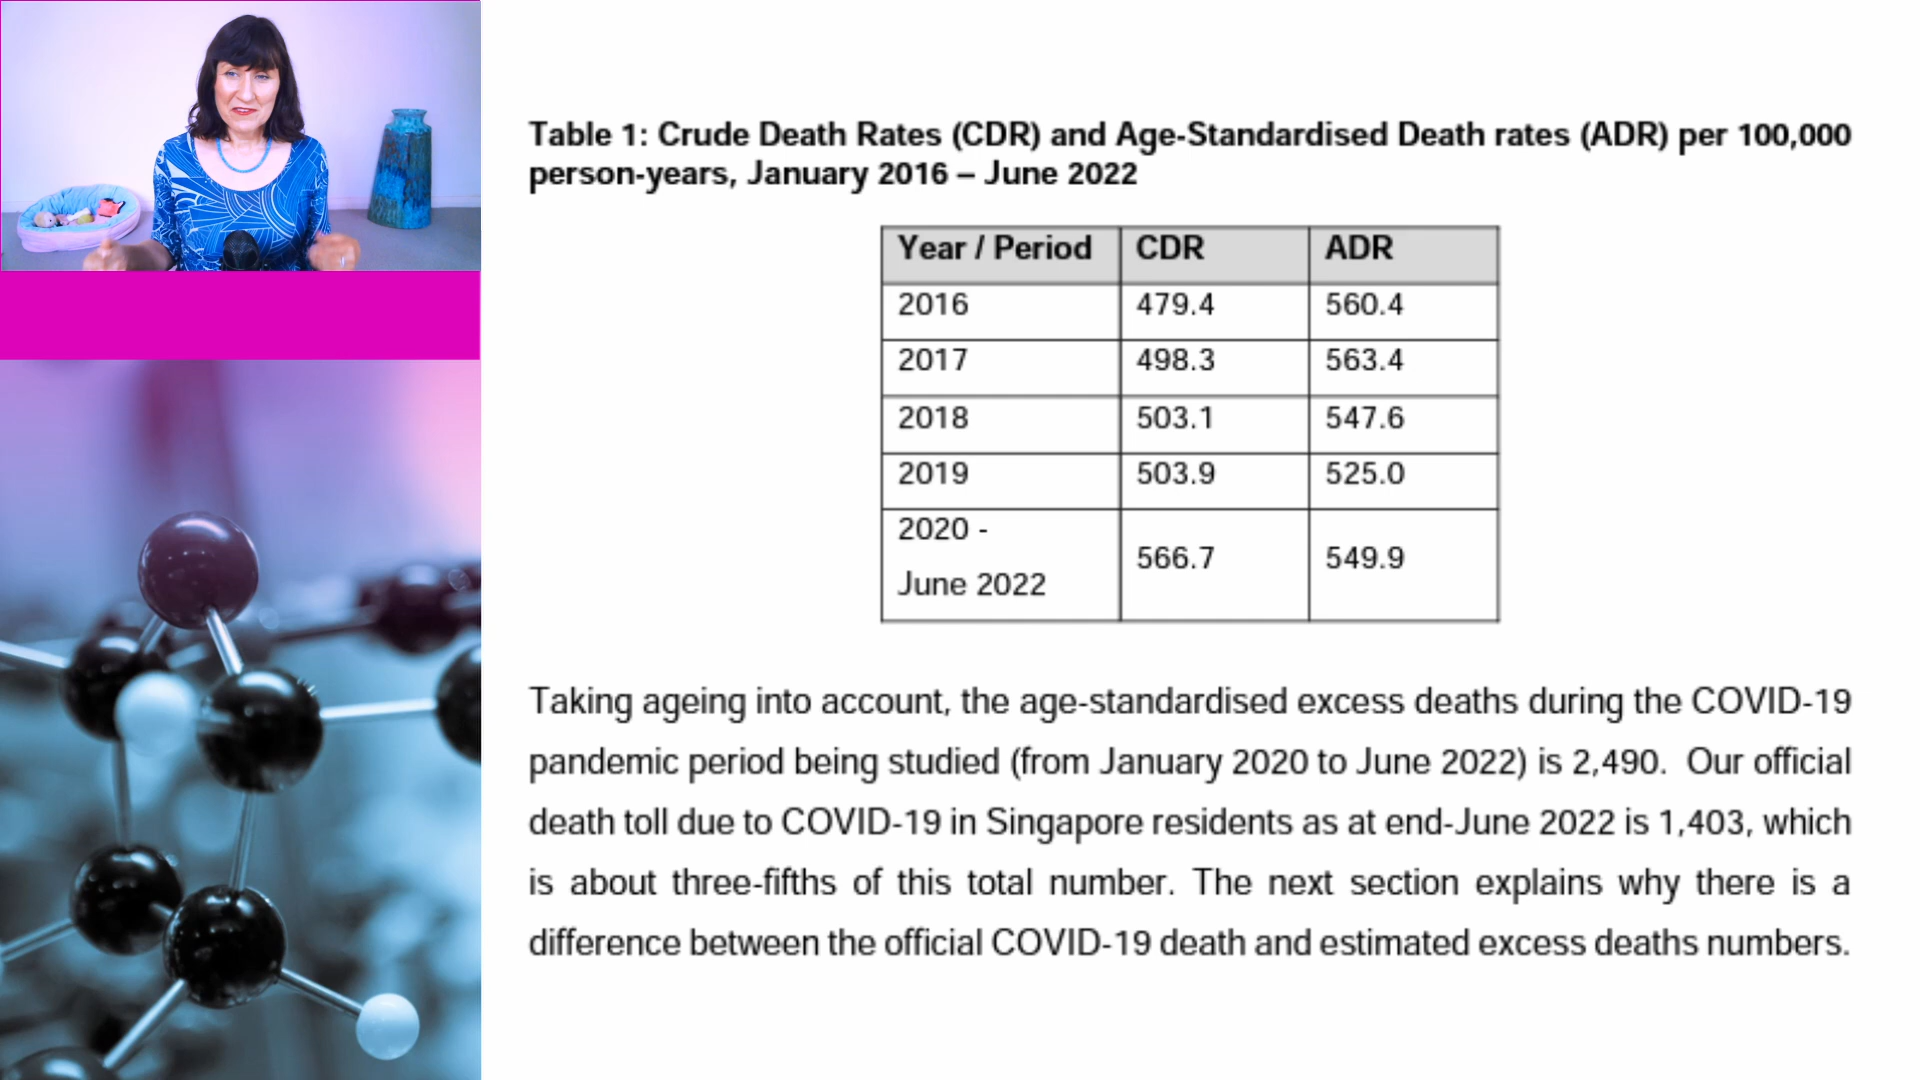 Table 1: Crude Death Rates (CDR) and Age-Standardised Death rates (ADR) per 100,000
person-years, January 2016 – June 2022
Year / Period CDR ADR
2016 479.4 560.4
2017 498.3 563.4
2018 503.1 547.6
2019 503.9 525.0
2020 -
June 2022 566.7 549.9
Taking ageing into account, the age-standardised excess deaths during the COVID-19
pandemic period being studied (from January 2020 to June 2022) is 2,490. Our official
death toll due to COVID-19 in Singapore residents as at end-June 2022 is 1,403, which
is about three-fifths of this total number. The next section explains why there is a
difference between the official COVID-19 death and estimated excess deaths numbers.